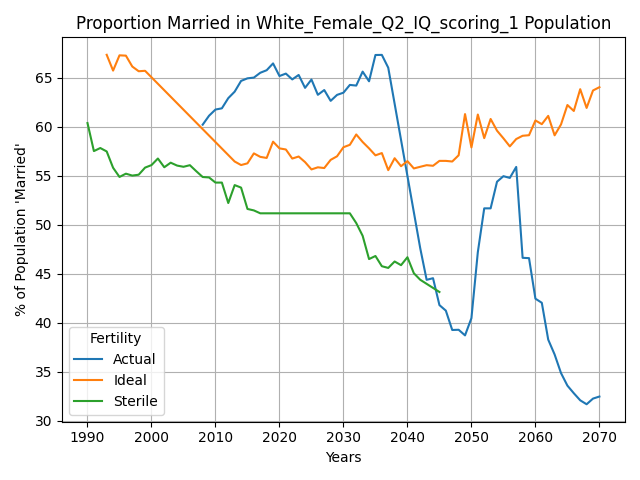 Proportion Married in White_Female_Q2_IQ_scoring_1 Population
% of Population 'Married'
65
60
55
50
45
40
35
30
Fertility
Actual
Ideal
Sterile
1990 2000 2010 2020 2030 2040 2050 2060 2070
Years